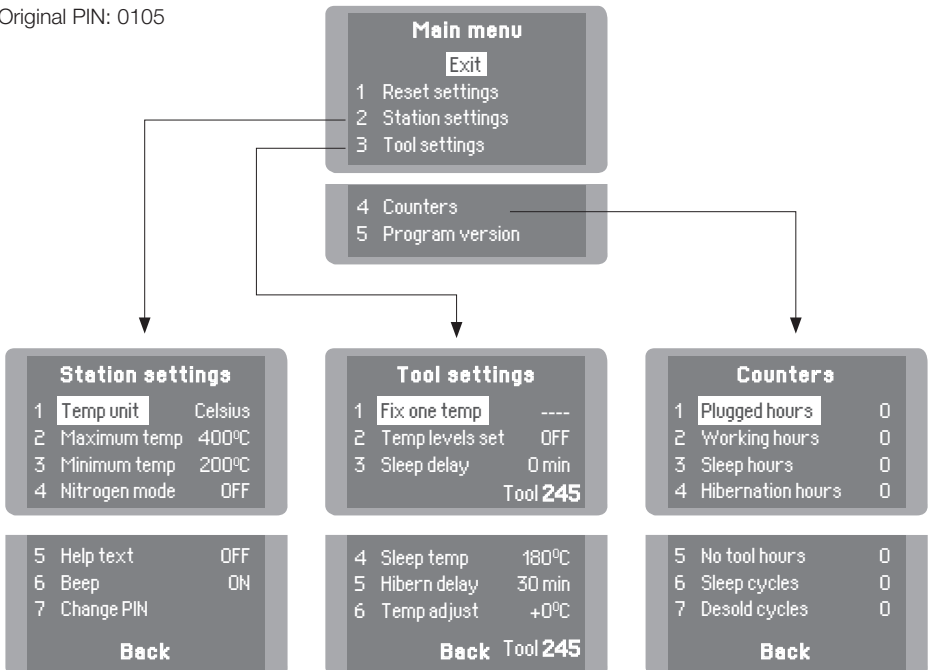 Original PIN: 0105
Main menu
Exit
1 Reset settings
2 Station settings
3 Tool settings
4 Counters
5 Program version
Station settings
1 Temp unit Celsius
2 Maximum temp 400ºC
3 Minimum temp 200ºC
4 Nitrogen mode OFF
5 Help text OFF
6 Beep ON
7 Change PIN
Back
Tool settings
1 Fix one temp ----
2 Temp levels set OFF
3 Sleep delay 0 min
Tool 245
4 Sleep temp 180ºC
5 Hibern delay 30 min
6 Temp adjust +0ºC
Back Tool 245
Counters
1 Plugged hours 0
2 Working hours 0
3 Sleep hours 0
4 Hibernation hours 0
5 No tool hours 0
6 Sleep cycles 0
7 Desold cycles 0
Back